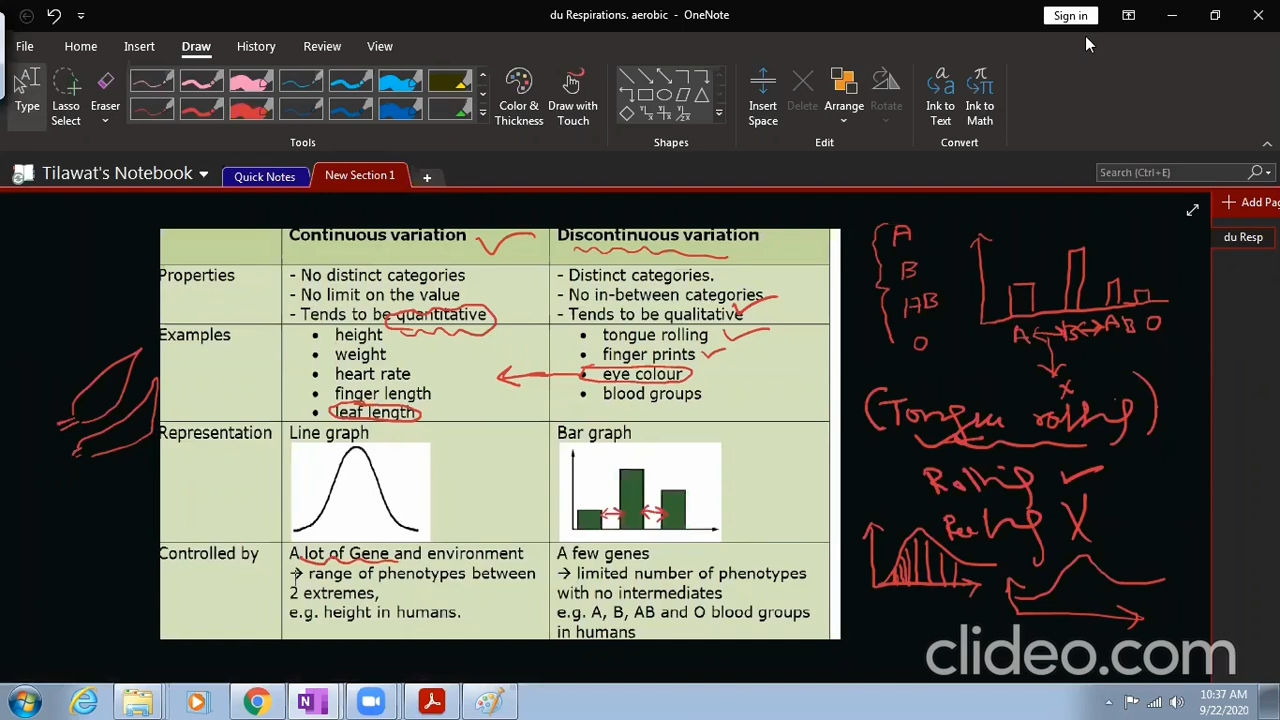 du Respirations. aerobic - OneNote
Sign in
File Home Insert Draw History Review View
Type
Lasso Select
Eraser
Color & Thickness
Draw with Touch
Insert Space
Delete
Arrange
Rotate
Ink to Text
Ink to Math
Tools Shapes Edit Convert
Tilawat's Notebook Quick Notes New Section 1
Search (Ctrl+E)
Add Pag
du Resp
Continuous variation Discontinuous variation
Properties
- No distinct categories
- No limit on the value
- Tends to be quantitative
- Distinct categories.
- No in-between categories
- Tends to be qualitative
Examples
• height
• weight
• heart rate
• finger length
• leaf length
• tongue rolling
• finger prints
• eye colour
• blood groups
Representation
Line graph
Bar graph
Controlled by
A lot of Gene and environment
→ range of phenotypes between
2 extremes,
e.g. height in humans.
A few genes
→ limited number of phenotypes
with no intermediates
e.g. A, B, AB and O blood groups
in humans
A
B
AB
O
A B AB O
(Tongue rolling)
Rolling
clideo.com
10:37 AM
9/22/2020